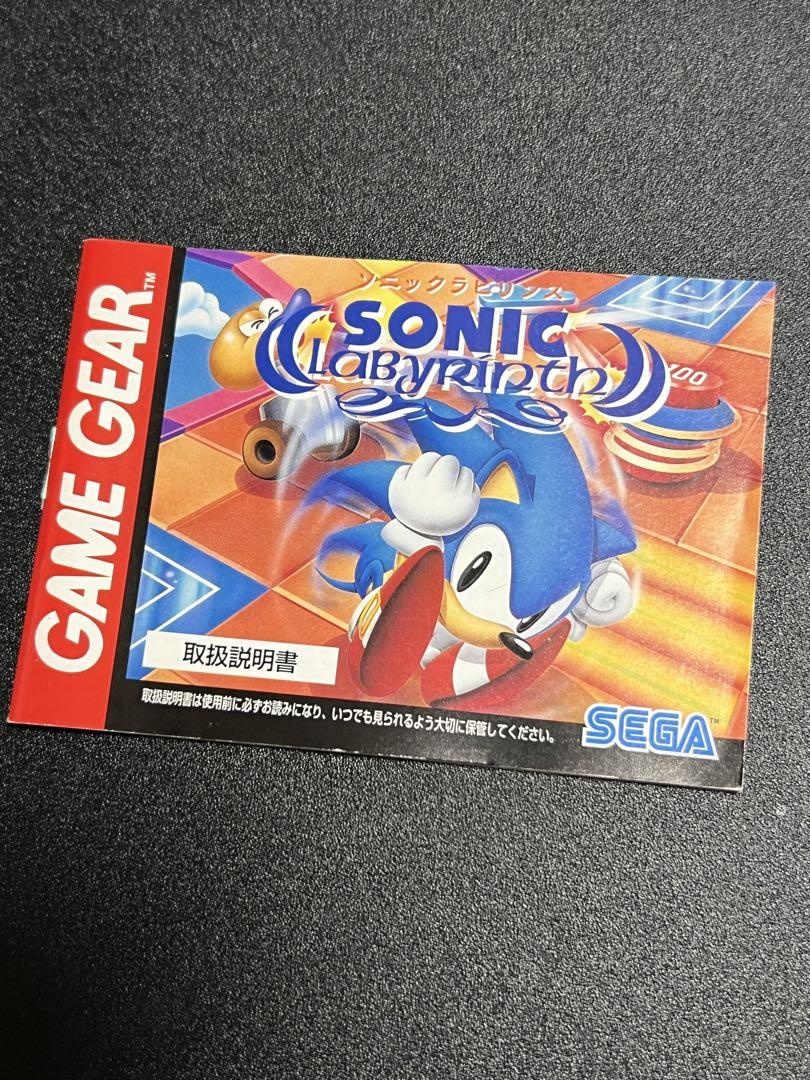 GAME GEAR™
ソニックラビリンス
SONIC
LABYRINTH
100
取扱説明書
取扱説明書は使用前に必ずお読みになり、いつでも見られるよう大切に保管してください。
SEGA™